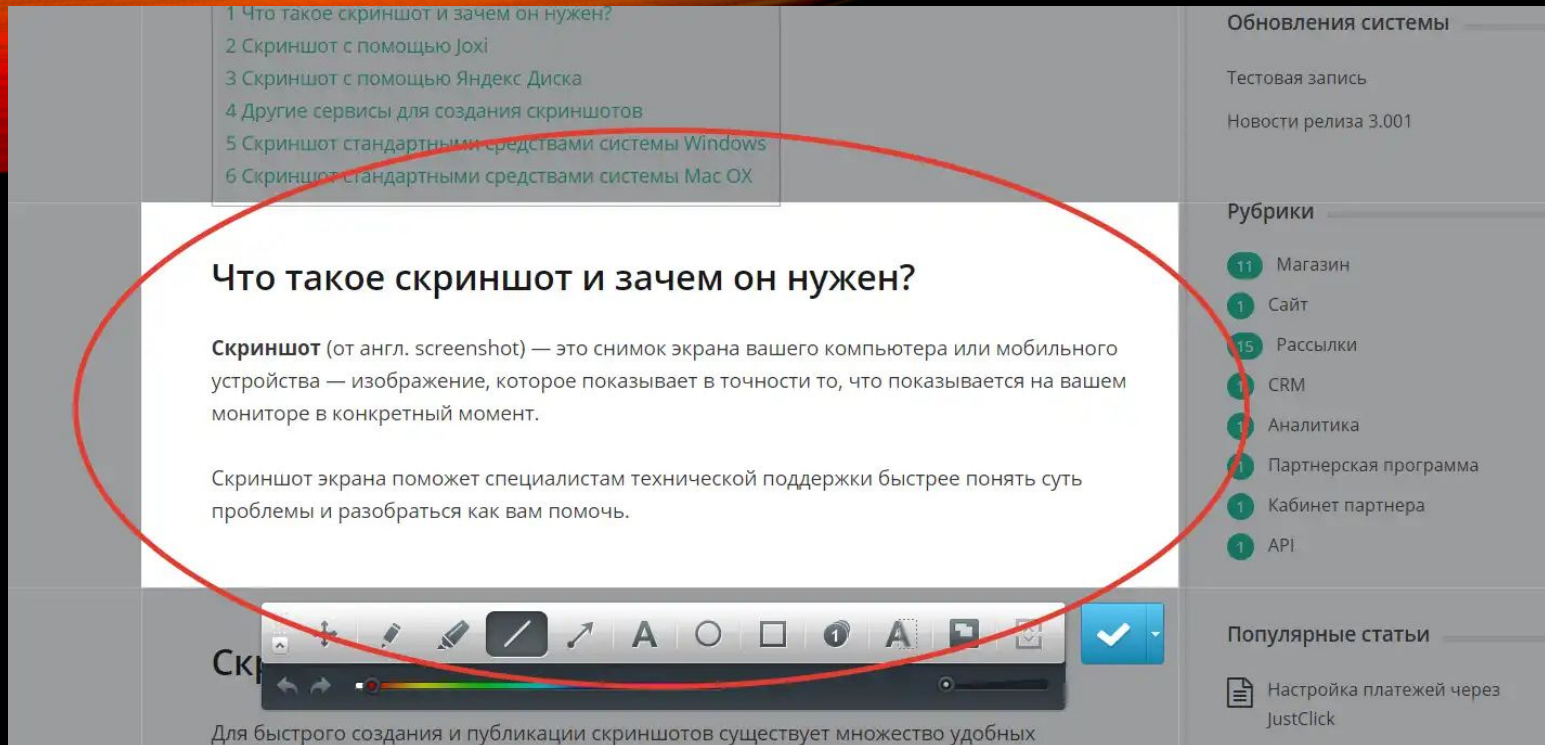 1 Что такое скриншот и зачем он нужен?
2 Скриншот с помощью Joxi
3 Скриншот с помощью Яндекс Диска
4 Другие сервисы для создания скриншотов
5 Скриншот стандартными средствами системы Windows
6 Скриншот стандартными средствами системы Mac OX
Что такое скриншот и зачем он нужен?
Скриншот (от англ. screenshot) — это снимок экрана вашего компьютера или мобильного
устройства — изображение, которое показывает в точности то, что показывается на вашем
мониторе в конкретный момент.
Скриншот экрана поможет специалистам технической поддержки быстрее понять суть
проблемы и разобраться как вам помочь.
A
1
A
Для быстрого создания и публикации скриншотов существует множество удобных
Обновления системы
Тестовая запись
Новости релиза 3.001
Рубрики
11 Магазин
1 Сайт
15 Рассылки
1 CRM
1 Аналитика
1 Партнерская программа
1 Кабинет партнера
1 API
Популярные статьи
Настройка платежей через
JustClick